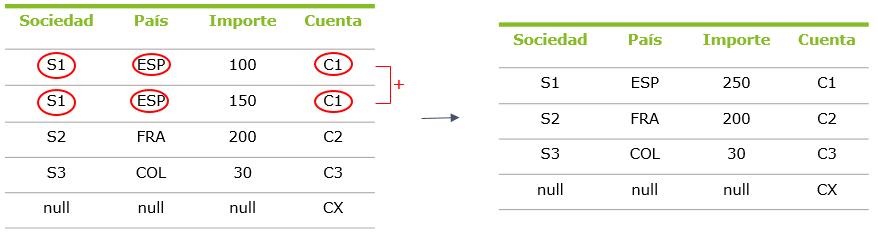 Sociedad País Importe Cuenta
S1 ESP 100 C1
S1 ESP 150 C1
+
S2 FRA 200 C2
S3 COL 30 C3
null null null CX
Sociedad País Importe Cuenta
S1 ESP 250 C1
S2 FRA 200 C2
S3 COL 30 C3
null null null CX